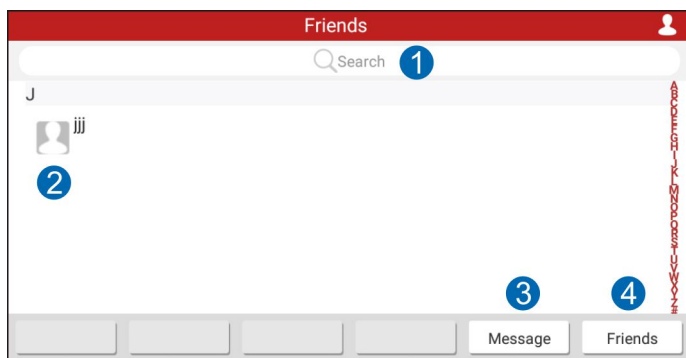 Friends
Search 1
J
jjj
2
A
B
C
D
E
F
G
H
I
J
K
L
M
N
O
P
Q
R
S
T
U
V
W
X
Y
Z
#
3 4
Message Friends